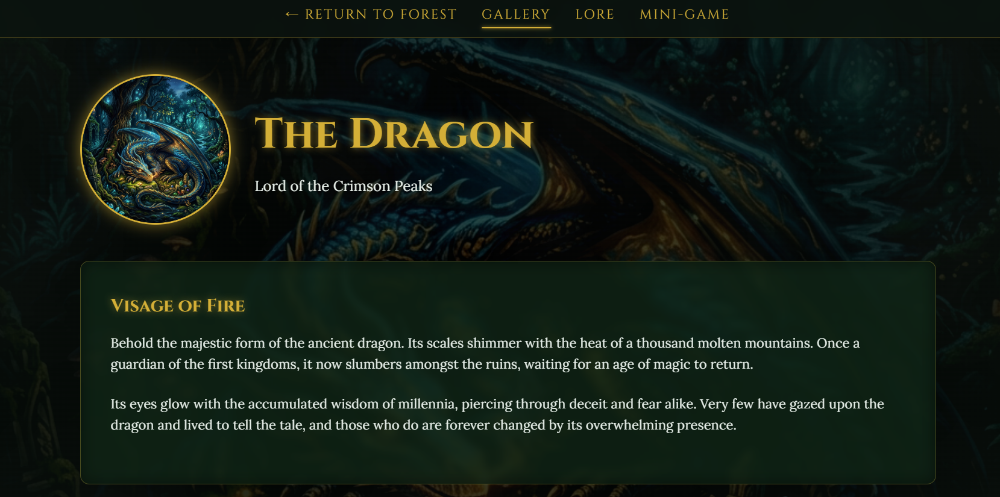 ← RETURN TO FOREST GALLERY LORE MINI-GAME
The Dragon
Lord of the Crimson Peaks
Visage of Fire
Behold the majestic form of the ancient dragon. Its scales shimmer with the heat of a thousand molten mountains. Once a
guardian of the first kingdoms, it now slumbers amongst the ruins, waiting for an age of magic to return.
Its eyes glow with the accumulated wisdom of millennia, piercing through deceit and fear alike. Very few have gazed upon the
dragon and lived to tell the tale, and those who do are forever changed by its overwhelming presence.